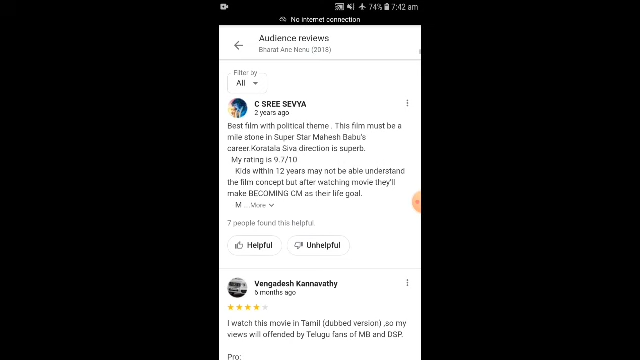 74% 7:42 am
No internet connection
Audience reviews
Bharat Ane Nenu (2018)
Filter by
All
C SREE SEVYA
2 years ago
Best film with political theme . This film must be a
mile stone in Super Star Mahesh Babu's
career.Koratala Siva direction is superb.
My rating is 9.7/10
Kids within 12 years may not be able understand
the film concept but after watching movie they'll
make BECOMING CM as their life goal.
M ...More
7 people found this helpful.
Helpful
Unhelpful
Vengadesh Kannavathy
6 months ago
I watch this movie in Tamil (dubbed version) ,so my
views will offended by Telugu fans of MB and DSP.
Pro: